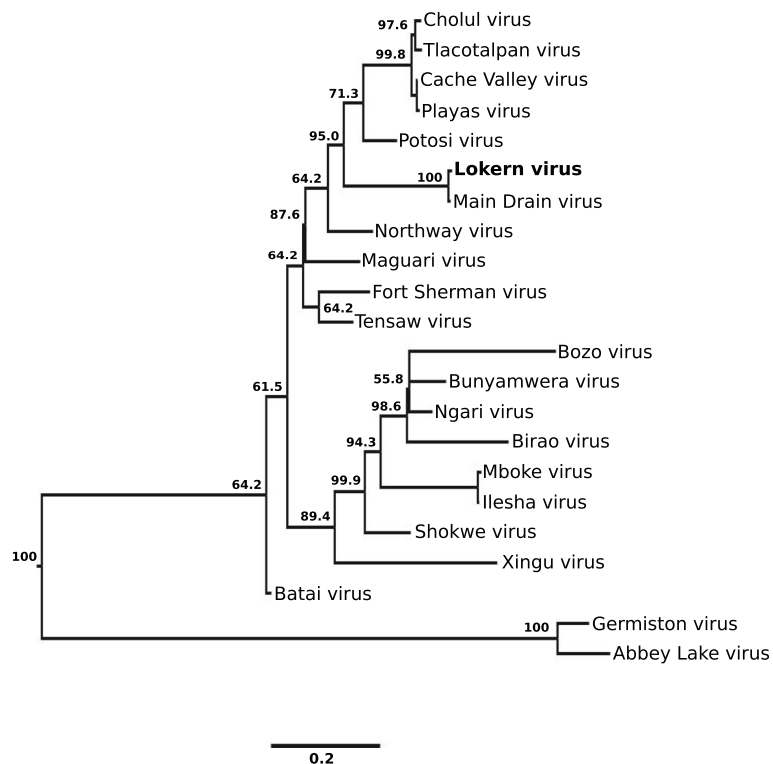 97.6 Cholul virus
Tlacotalpan virus
99.8
Cache Valley virus
71.3
Playas virus
95.0
Potosi virus
Lokern virus
100
64.2
Main Drain virus
87.6
Northway virus
64.2
Maguari virus
Fort Sherman virus
64.2
Tensaw virus
Bozo virus
55.8
Bunyamwera virus
61.5
98.6
Ngari virus
94.3
Birao virus
Mboke virus
99.9
64.2
Ilesha virus
89.4
Shokwe virus
100
Xingu virus
Batai virus
100
Germiston virus
Abbey Lake virus
0.2